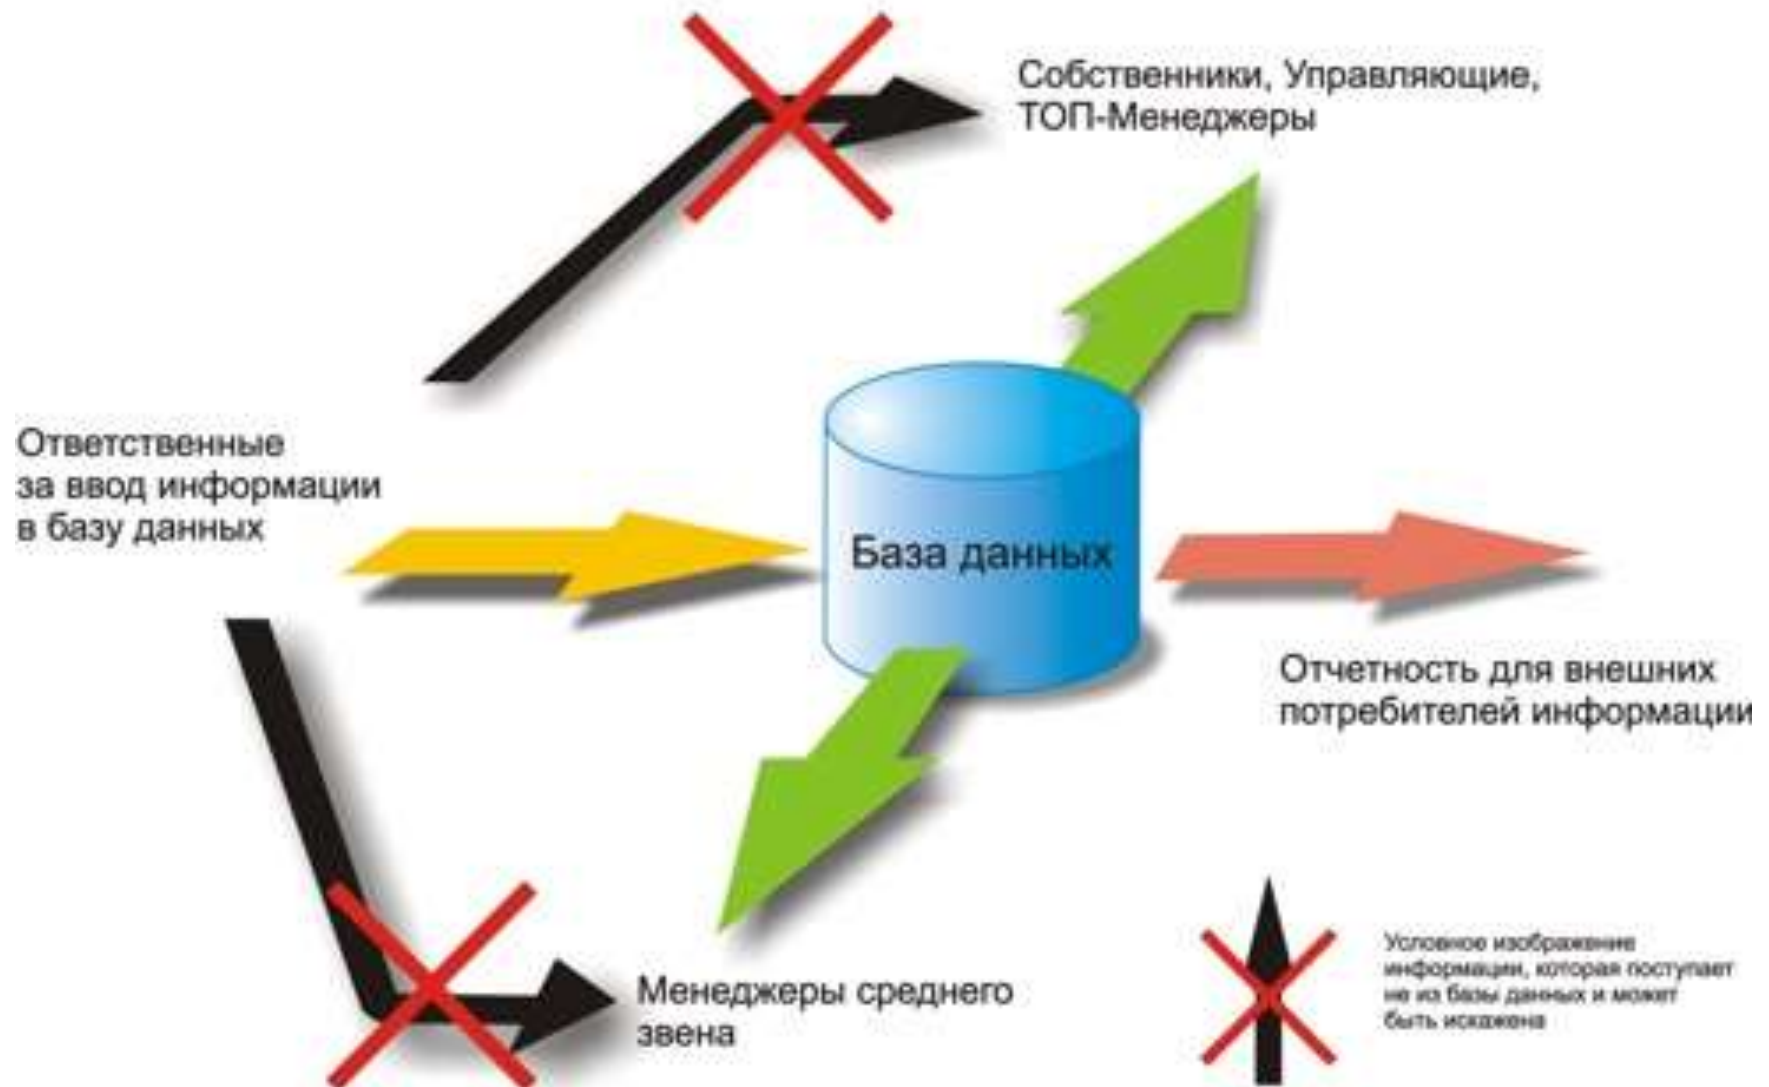 Собственники, Управляющие,
ТОП-Менеджеры
Ответственные
за ввод информации
в базу данных
База данных
Отчетность для внешних
потребителей информации
Менеджеры среднего
звена
Условное изображение
информации, которая поступает
не из базы данных и может
быть искажена